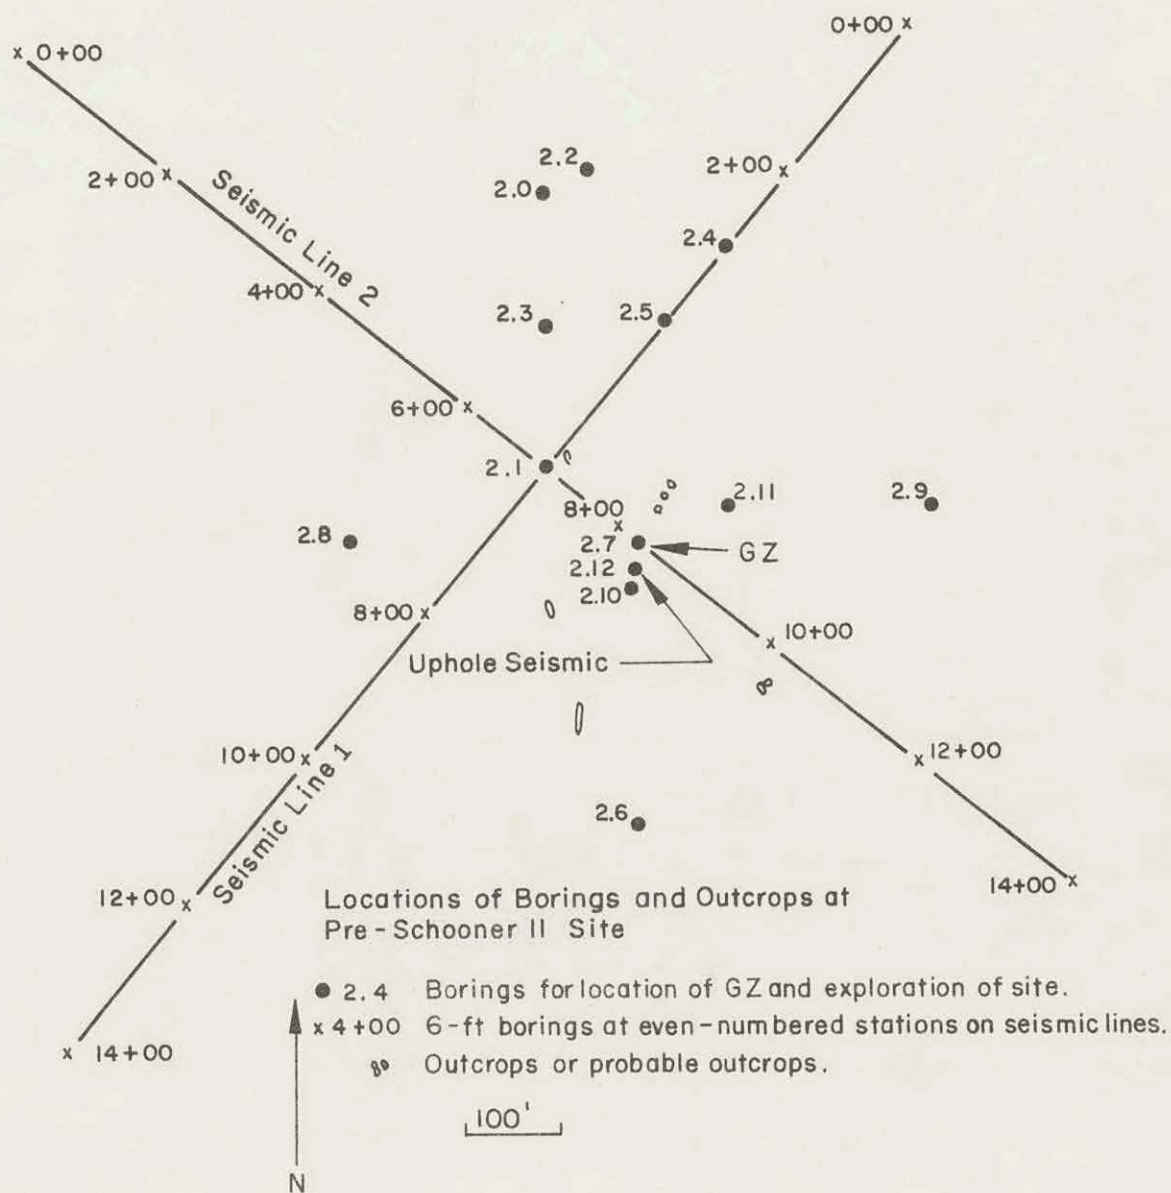 0+00
0+00
2+00
2+00
2.2
2.0
Seismic Line 2
2.4
4+00
2.3
2.5
6+00
2.1
8+00
2.11
2.9
2.8
2.7
GZ
2.12
2.10
8+00
10+00
Uphole Seismic
10+00
12+00
Seismic Line 1
2.6
12+00
14+00
Locations of Borings and Outcrops at
Pre-Schooner II Site
2.4 Borings for location of GZ and exploration of site.
x 4+00 6-ft borings at even-numbered stations on seismic lines.
14+00
Outcrops or probable outcrops.
100'
N